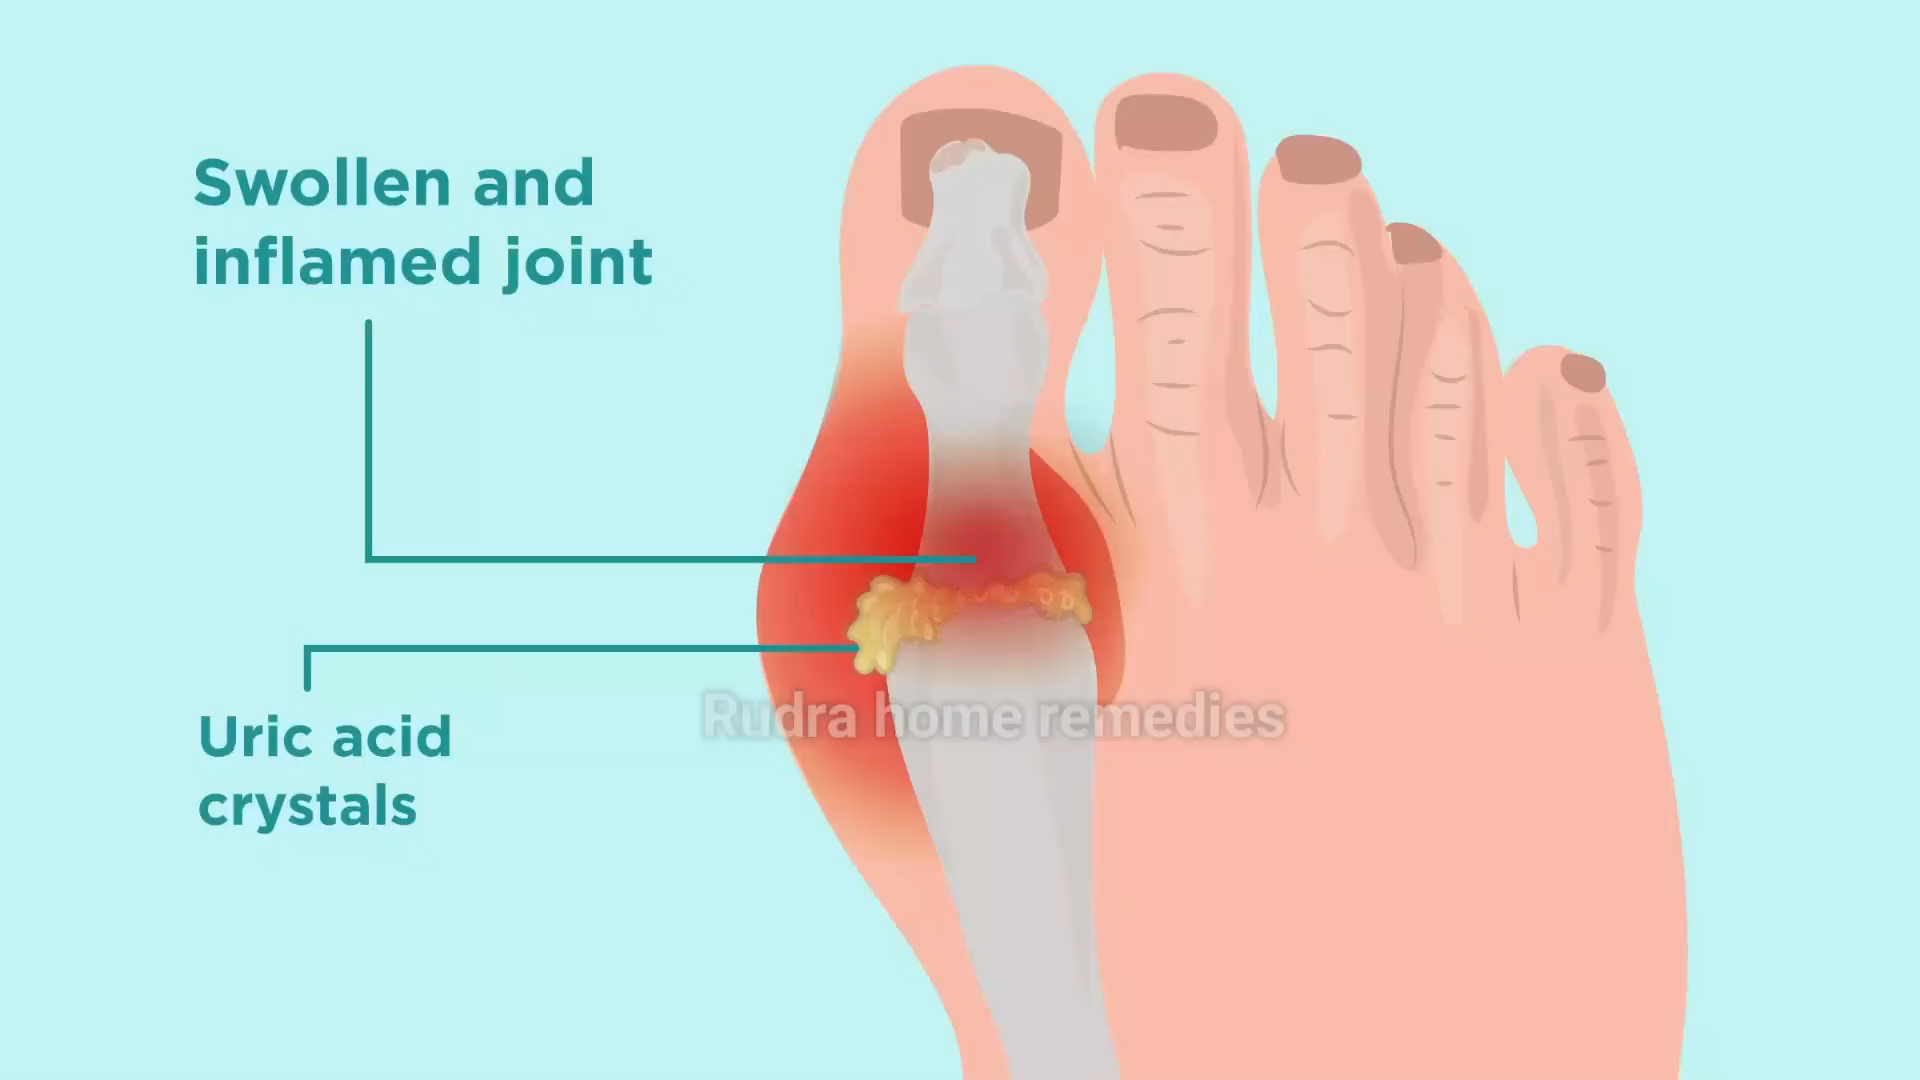 Swollen and
inflamed joint
Uric acid
crystals
Rudra home remedies